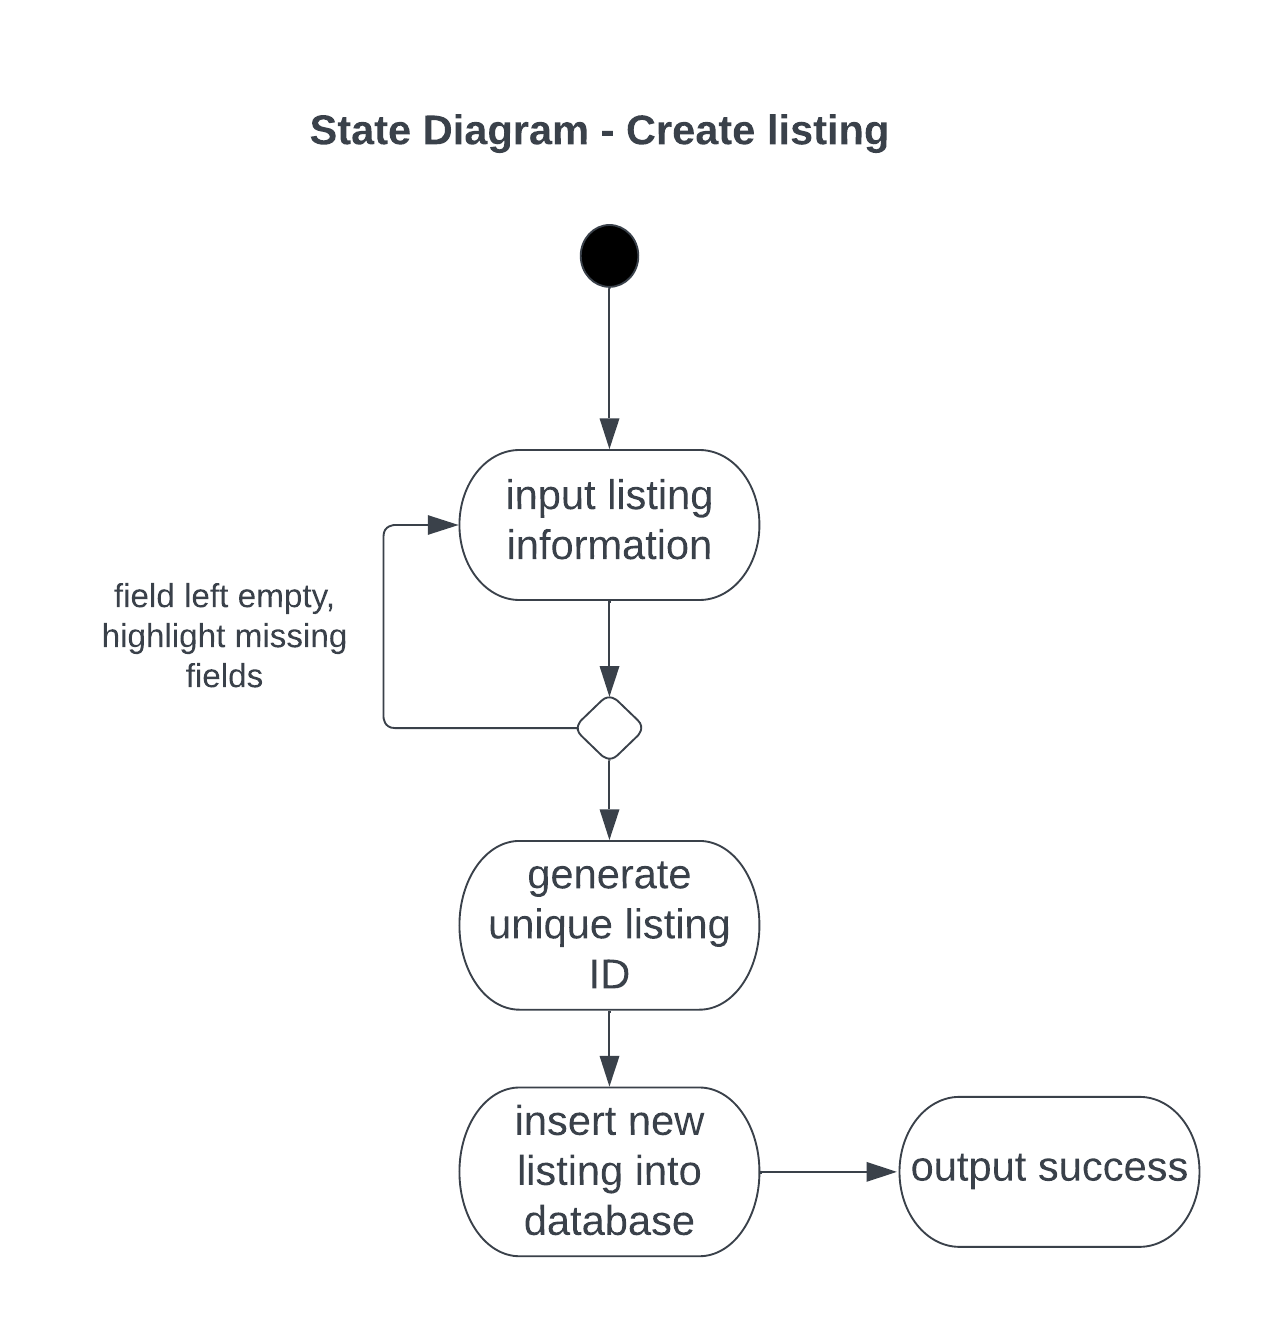 State Diagram - Create listing
input listing
information
field left empty,
highlight missing
fields
generate
unique listing
ID
insert new
listing into
database
output success